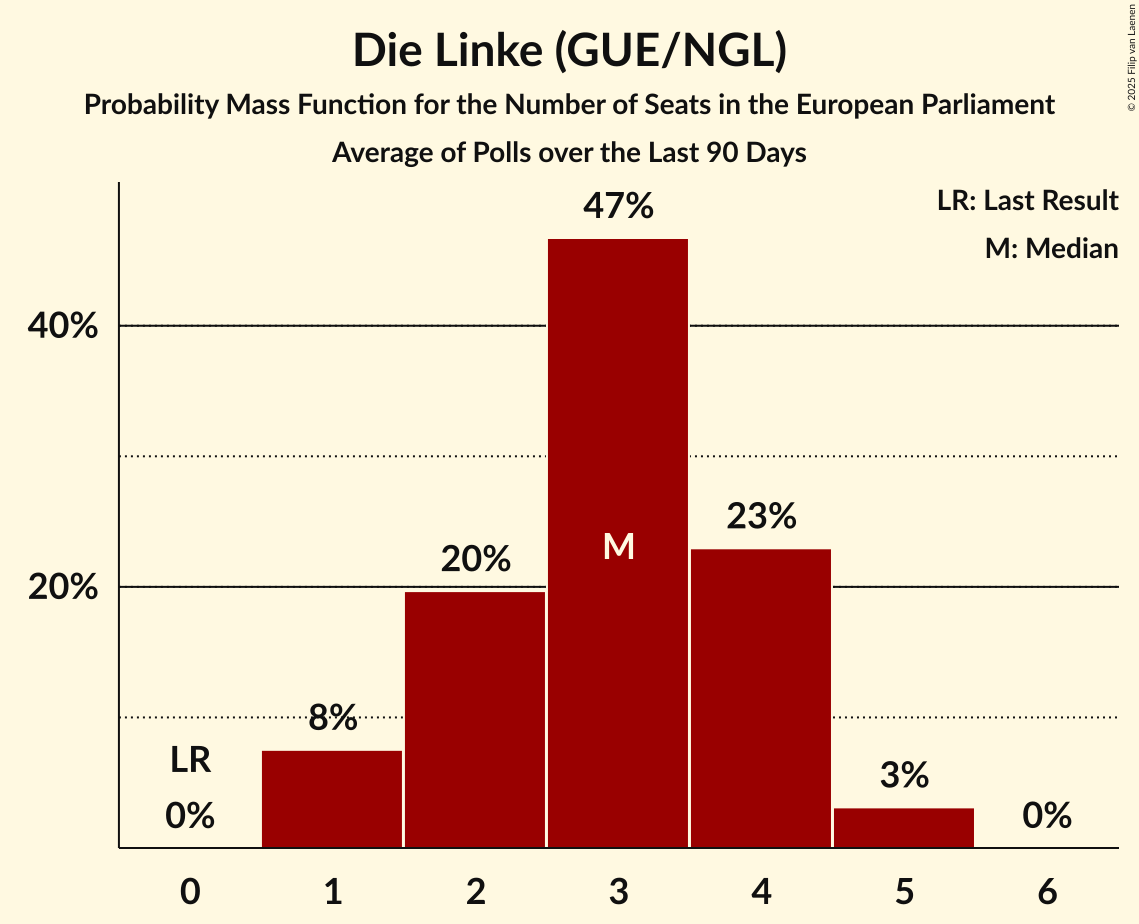 Die Linke (GUE/NGL)
Probability Mass Function for the Number of Seats in the European Parliament
Average of Polls over the Last 90 Days
© 2025 Filip van Laenen
LR: Last Result
M: Median
40%
20%
LR
0%
8%
20%
47%
M
23%
3%
0%
0 1 2 3 4 5 6